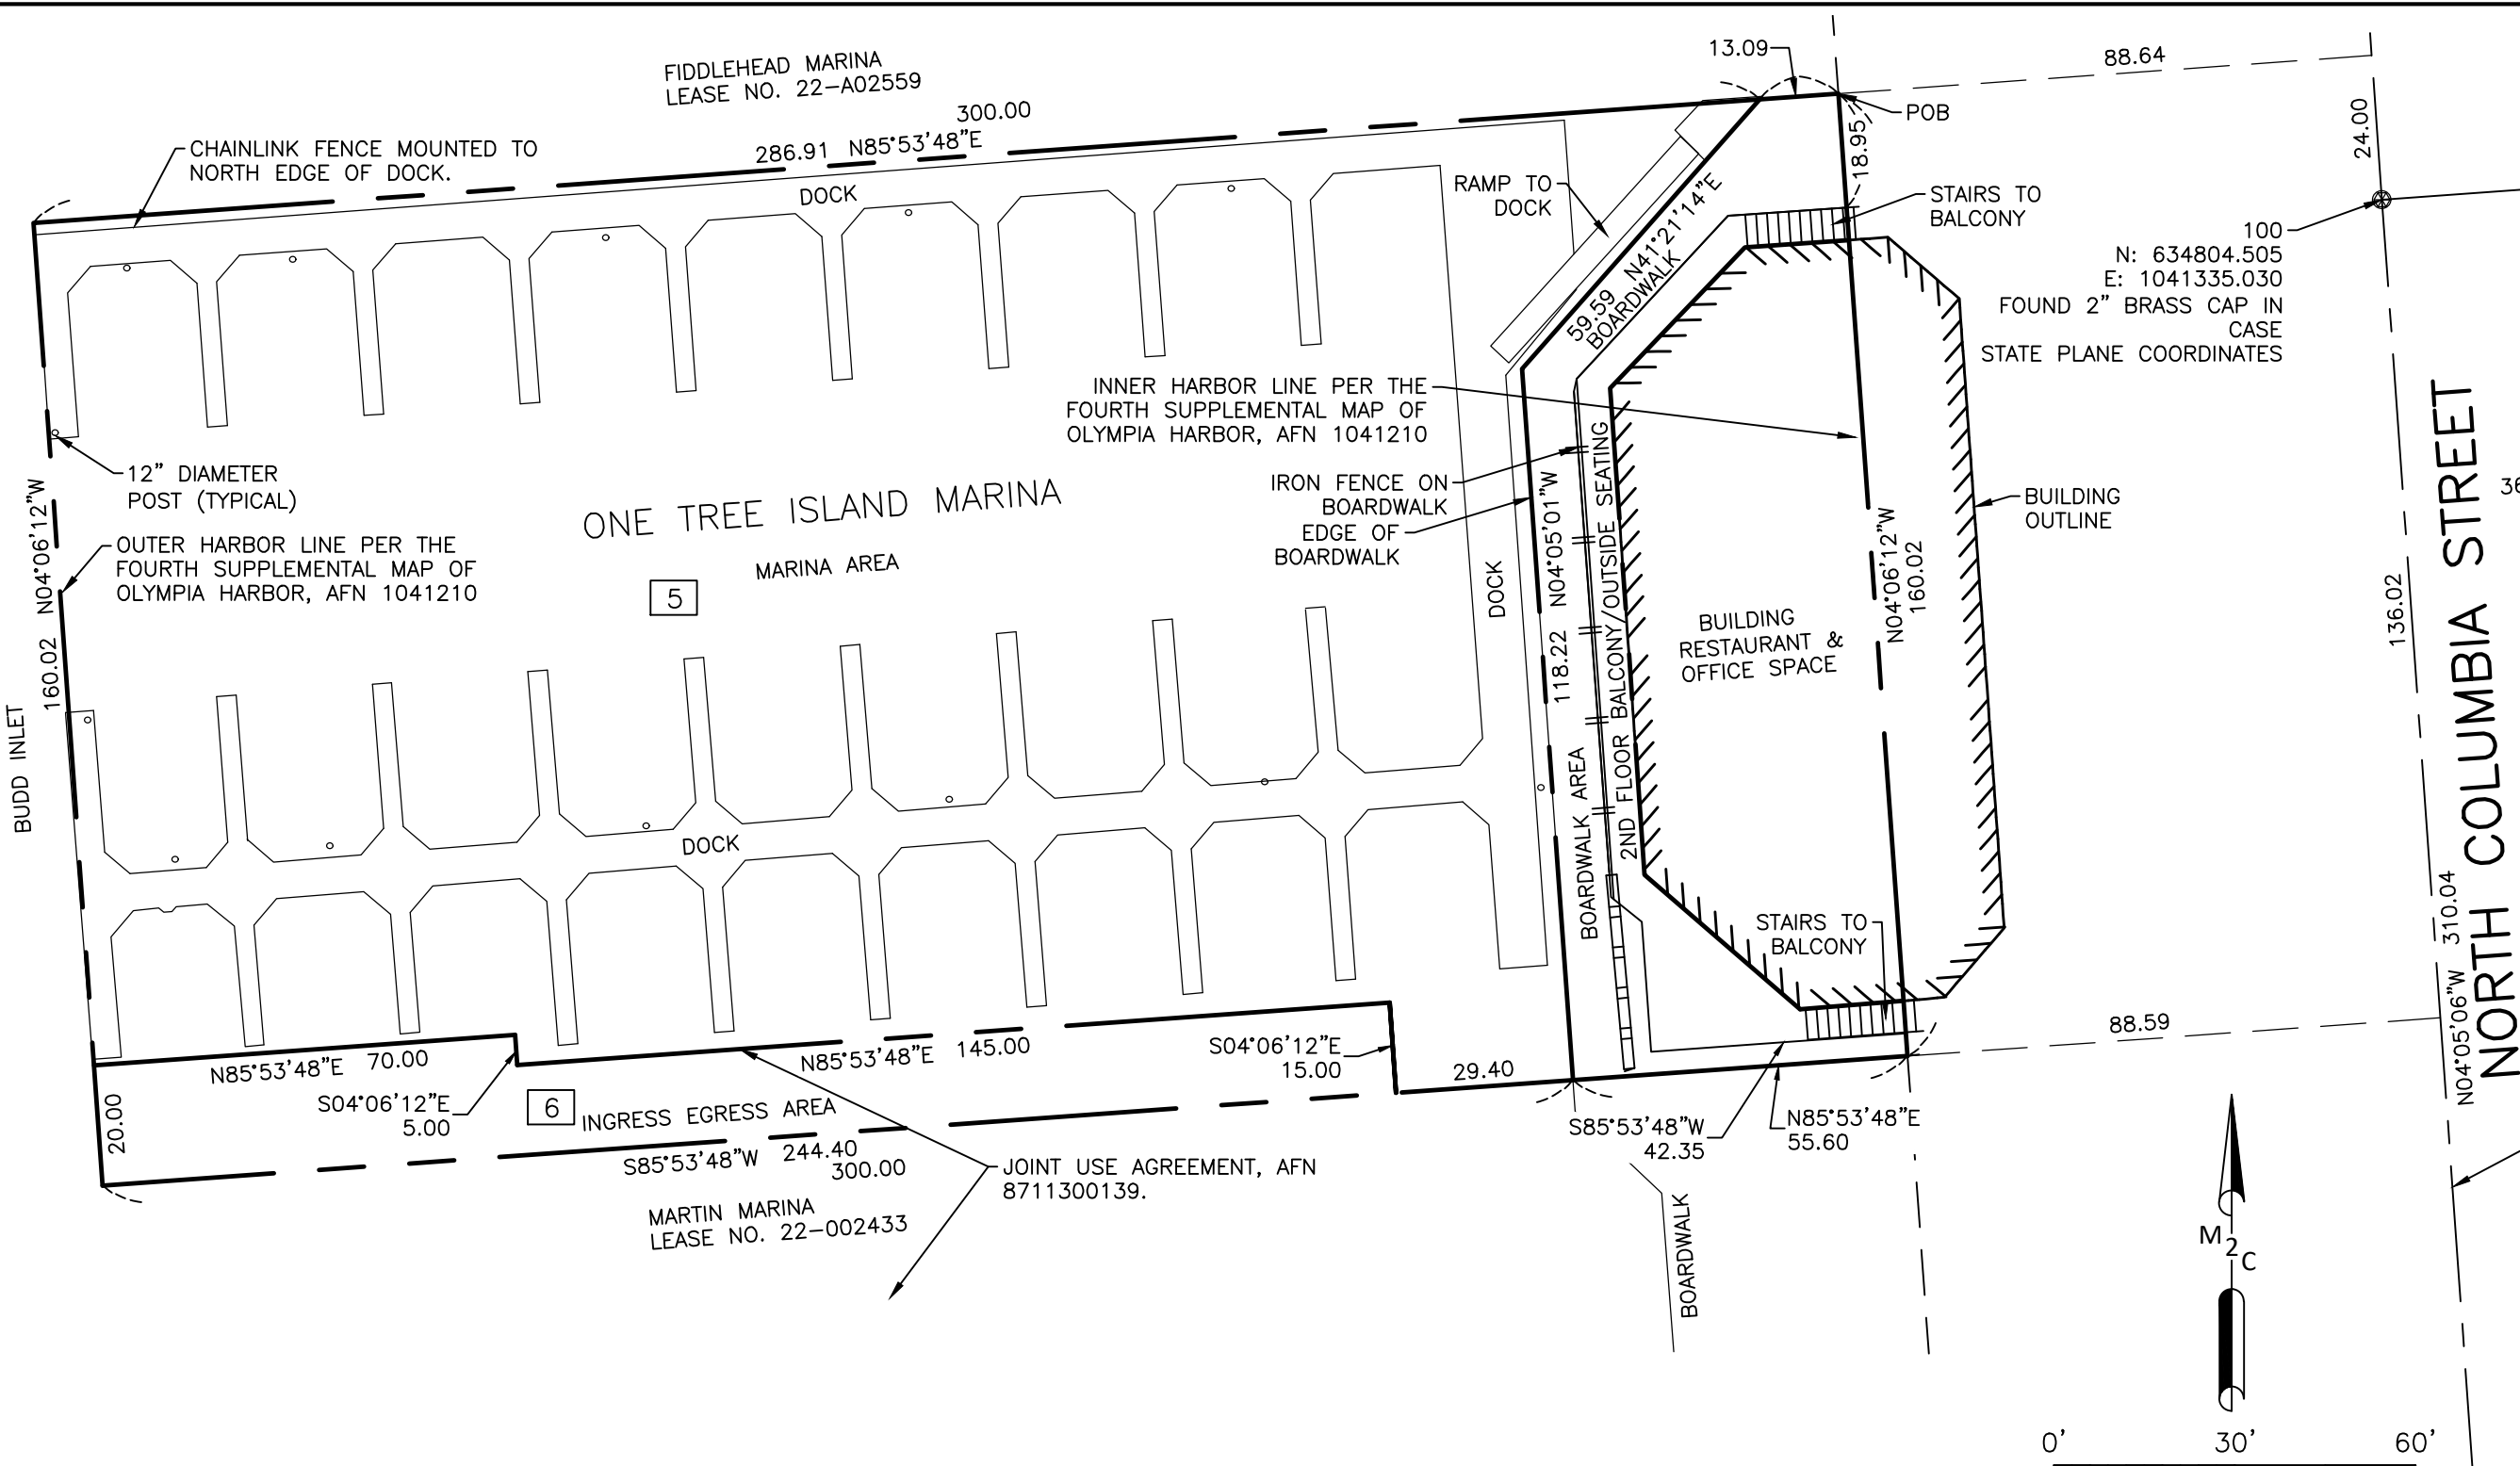 FIDDLEHEAD MARINA
LEASE NO. 22-A02559
300.00
286.91 N85°53'48"E
13.09
88.64
POB
24.00
18.95
CHAINLINK FENCE MOUNTED TO
NORTH EDGE OF DOCK.
DOCK
RAMP TO
DOCK
59.59 N41°21'14"E
BOARDWALK
STAIRS TO
BALCONY
100
N: 634804.505
E: 1041335.030
FOUND 2" BRASS CAP IN
CASE
STATE PLANE COORDINATES
INNER HARBOR LINE PER THE
FOURTH SUPPLEMENTAL MAP OF
OLYMPIA HARBOR, AFN 1041210
12" DIAMETER
POST (TYPICAL)
IRON FENCE ON
BOARDWALK
EDGE OF
BOARDWALK
BUILDING
OUTLINE
36
ONE TREE ISLAND MARINA
MARINA AREA
5
OUTER HARBOR LINE PER THE
FOURTH SUPPLEMENTAL MAP OF
OLYMPIA HARBOR, AFN 1041210
160.02 N04°06'12"W
BUDD INLET
DOCK
118.22 N04°05'01"W
BOARDWALK AREA
2ND FLOOR BALCONY/OUTSIDE SEATING
BUILDING
RESTAURANT &
OFFICE SPACE
N04°06'12"W
160.02
136.02
NORTH COLUMBIA STREET
N04°05'06"W 310.04
DOCK
STAIRS TO
BALCONY
88.59
N85°53'48"E 70.00
S04°06'12"E
5.00
20.00
6
INGRESS EGRESS AREA
N85°53'48"E 145.00
S04°06'12"E
15.00
29.40
S85°53'48"W
42.35
N85°53'48"E
55.60
S85°53'48"W 244.40
300.00
JOINT USE AGREEMENT, AFN
8711300139.
MARTIN MARINA
LEASE NO. 22-002433
BOARDWALK
M2C
0' 30' 60'